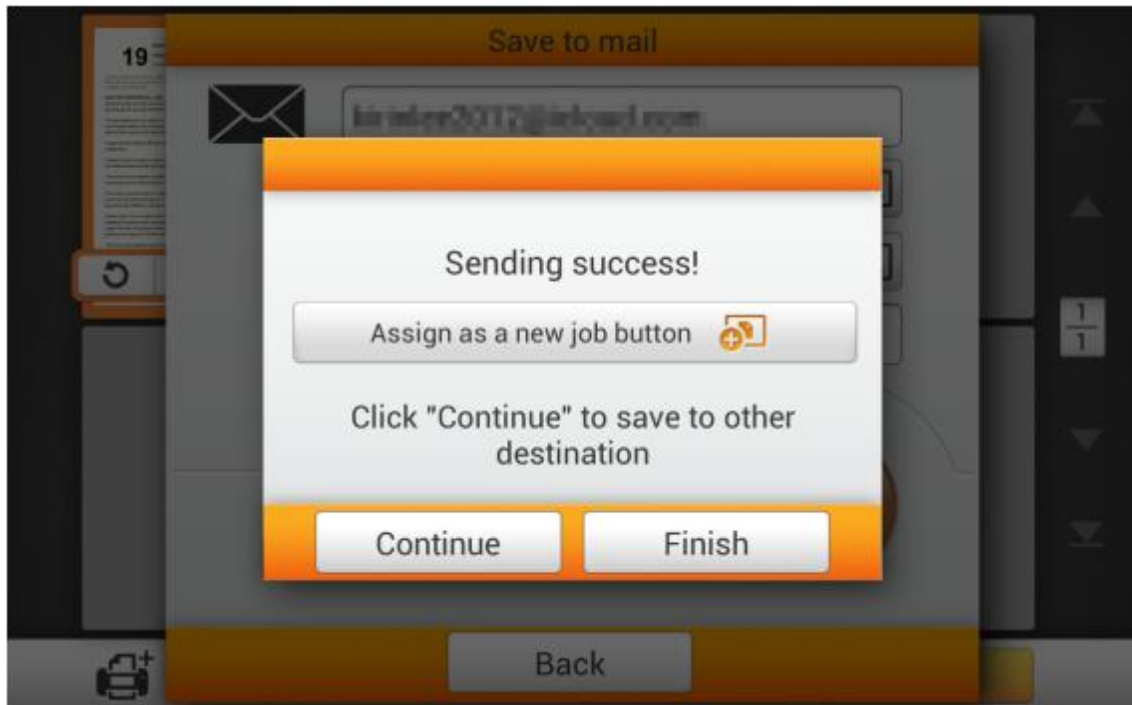 19
Save to mail
Sending success!
Assign as a new job button
Click "Continue" to save to other
destination
Continue
Finish
1
1
Back